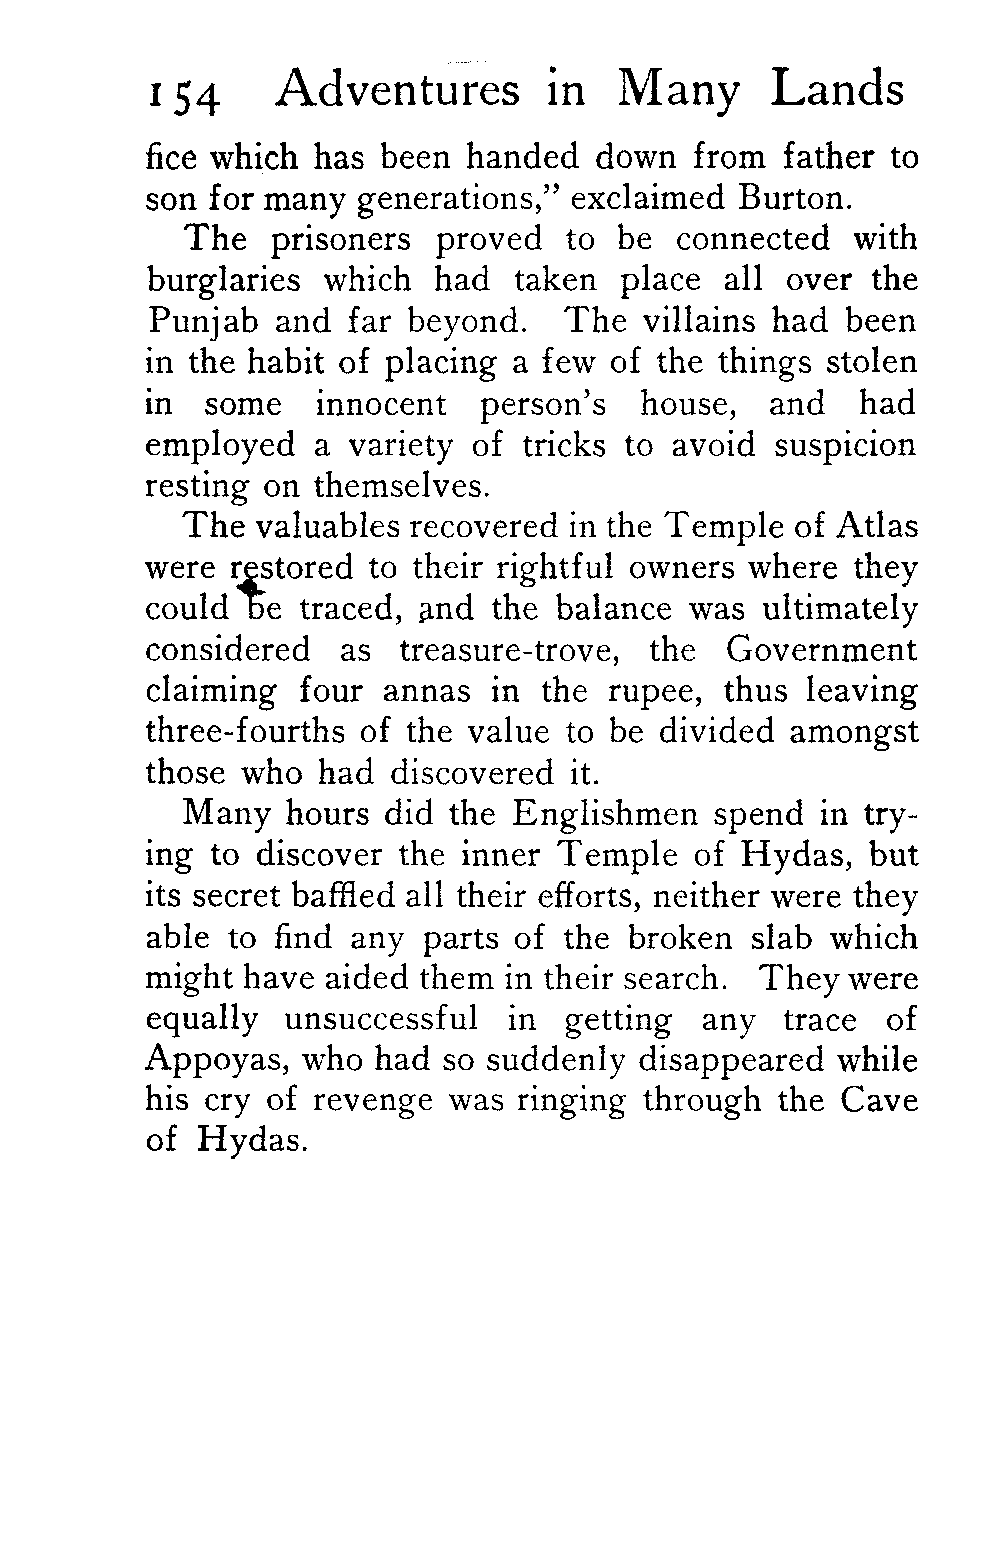 154 Adventures in Many Lands
fice which has been handed down from father to
son for many generations,” exclaimed Burton.
The prisoners proved to be connected with
burglaries which had taken place all over the
Punjab and far beyond. The villains had been
in the habit of placing a few of the things stolen
in some innocent person’s house, and had
employed a variety of tricks to avoid suspicion
resting on themselves.
The valuables recovered in the Temple of Atlas
were restored to their rightful owners where they
could be traced, and the balance was ultimately
considered as treasure-trove, the Government
claiming four annas in the rupee, thus leaving
three-fourths of the value to be divided amongst
those who had discovered it.
Many hours did the Englishmen spend in try-
ing to discover the inner Temple of Hydas, but
its secret baffled all their efforts, neither were they
able to find any parts of the broken slab which
might have aided them in their search. They were
equally unsuccessful in getting any trace of
Appoyas, who had so suddenly disappeared while
his cry of revenge was ringing through the Cave
of Hydas.